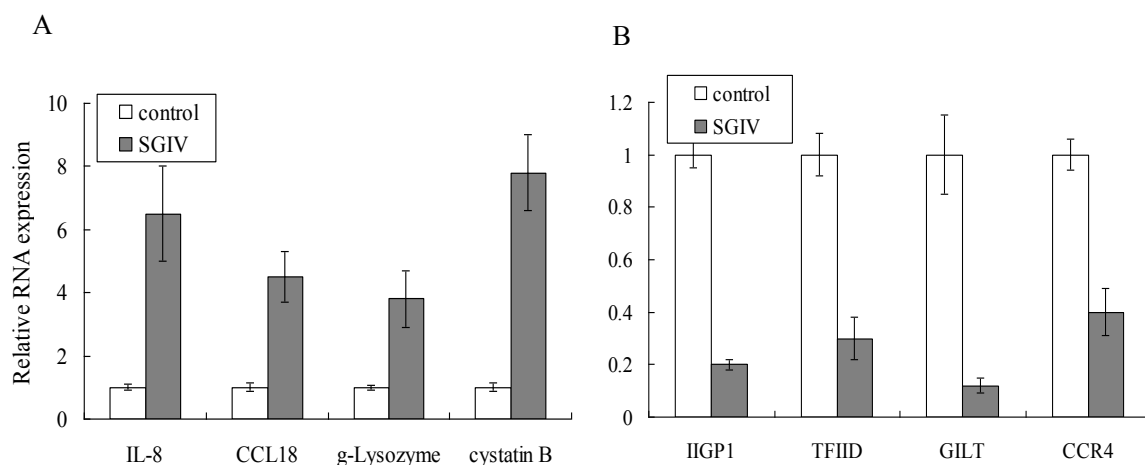 A
B
control
SGIV
Relative RNA expression
10
8
6
4
2
0
IL-8 CCL18 g-Lysozyme cystatin B
control
SGIV
1.2
1
0.8
0.6
0.4
0.2
0
IIGP1 TFIID GILT CCR4